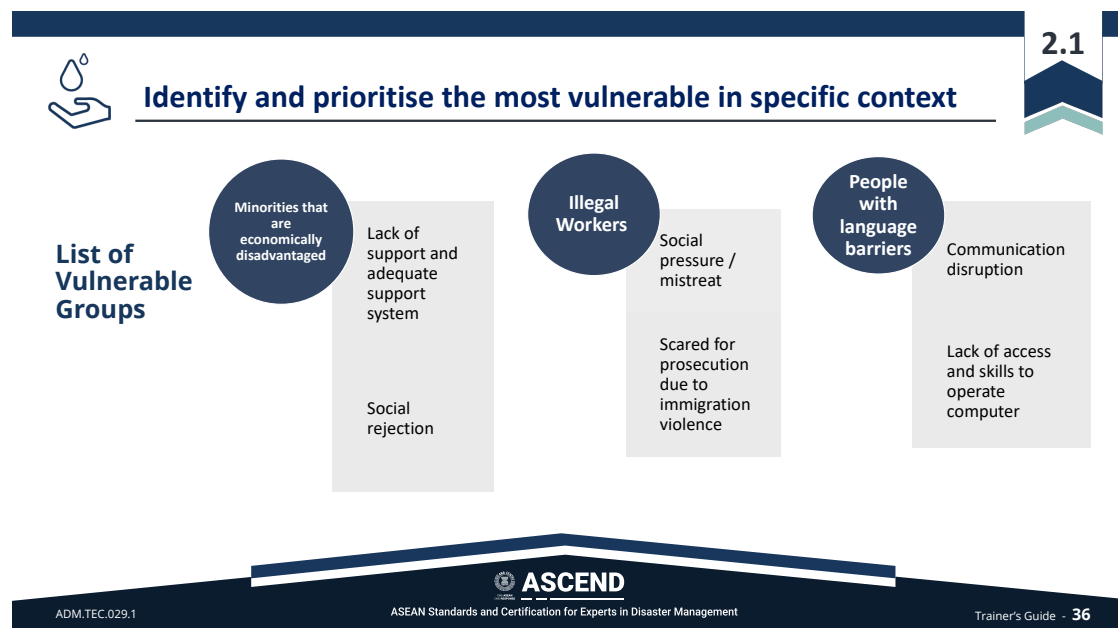 2.1
Identify and prioritise the most vulnerable in specific context
List of
Vulnerable
Groups
Minorities that
are
economically
disadvantaged
Lack of
support and
adequate
support
system
Social
rejection
Illegal
Workers
Social
pressure /
mistreat
Scared for
prosecution
due to
immigration
violence
People
with
language
barriers
Communication
disruption
Lack of access
and skills to
operate
computer
ASCEND
ASEAN Standards and Certification for Experts in Disaster Management
ADM.TEC.029.1
Trainer's Guide - 36